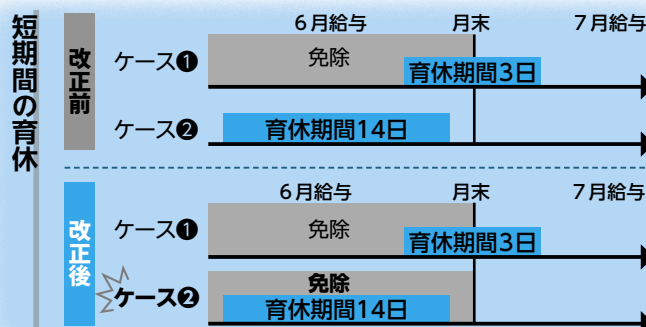 短期間の育休
改正前
6月給与 月末 7月給与
ケース❶ 免除
育休期間3日
ケース❷ 育休期間14日
改正後
6月給与 月末 7月給与
ケース❶ 免除
育休期間3日
ケース❷ 免除
育休期間14日